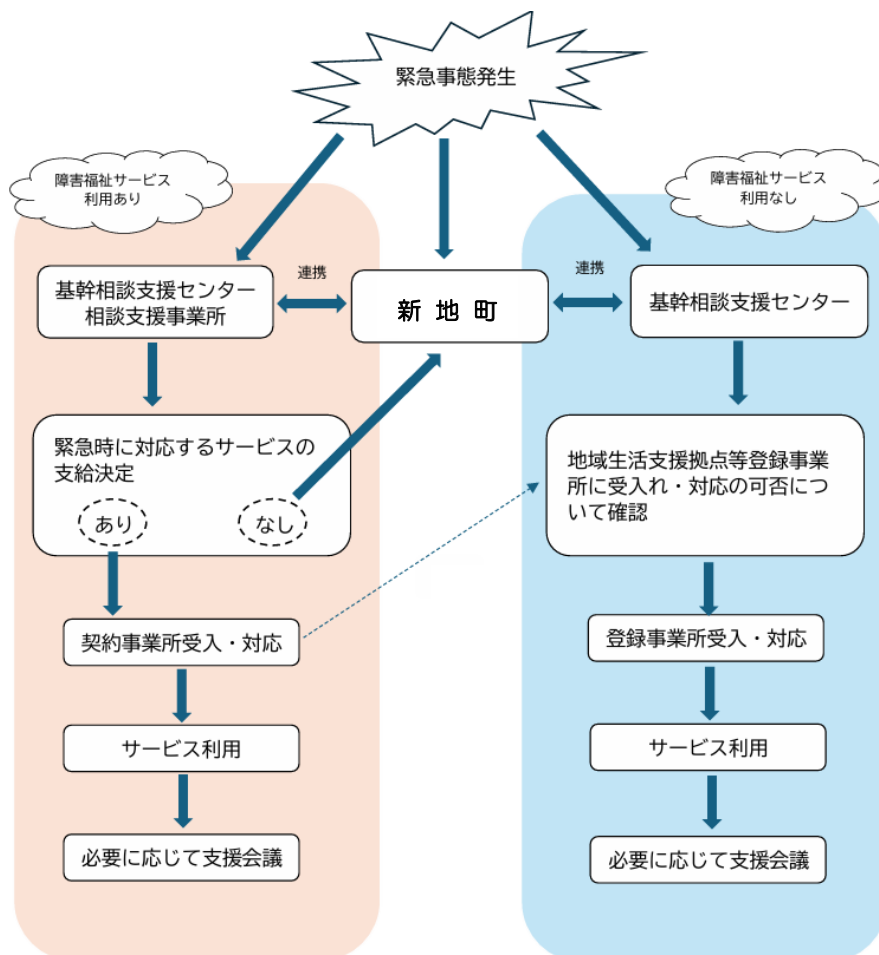 緊急事態発生
障害福祉サービス
利用あり
障害福祉サービス
利用なし
基幹相談支援センター
相談支援事業所
連携
新地町
連携
基幹相談支援センター
緊急時に対応するサービスの
支給決定
あり
なし
地域生活支援拠点等登録事業
所に受入れ・対応の可否につ
いて確認
契約事業所受入・対応
登録事業所受入・対応
サービス利用
サービス利用
必要に応じて支援会議
必要に応じて支援会議